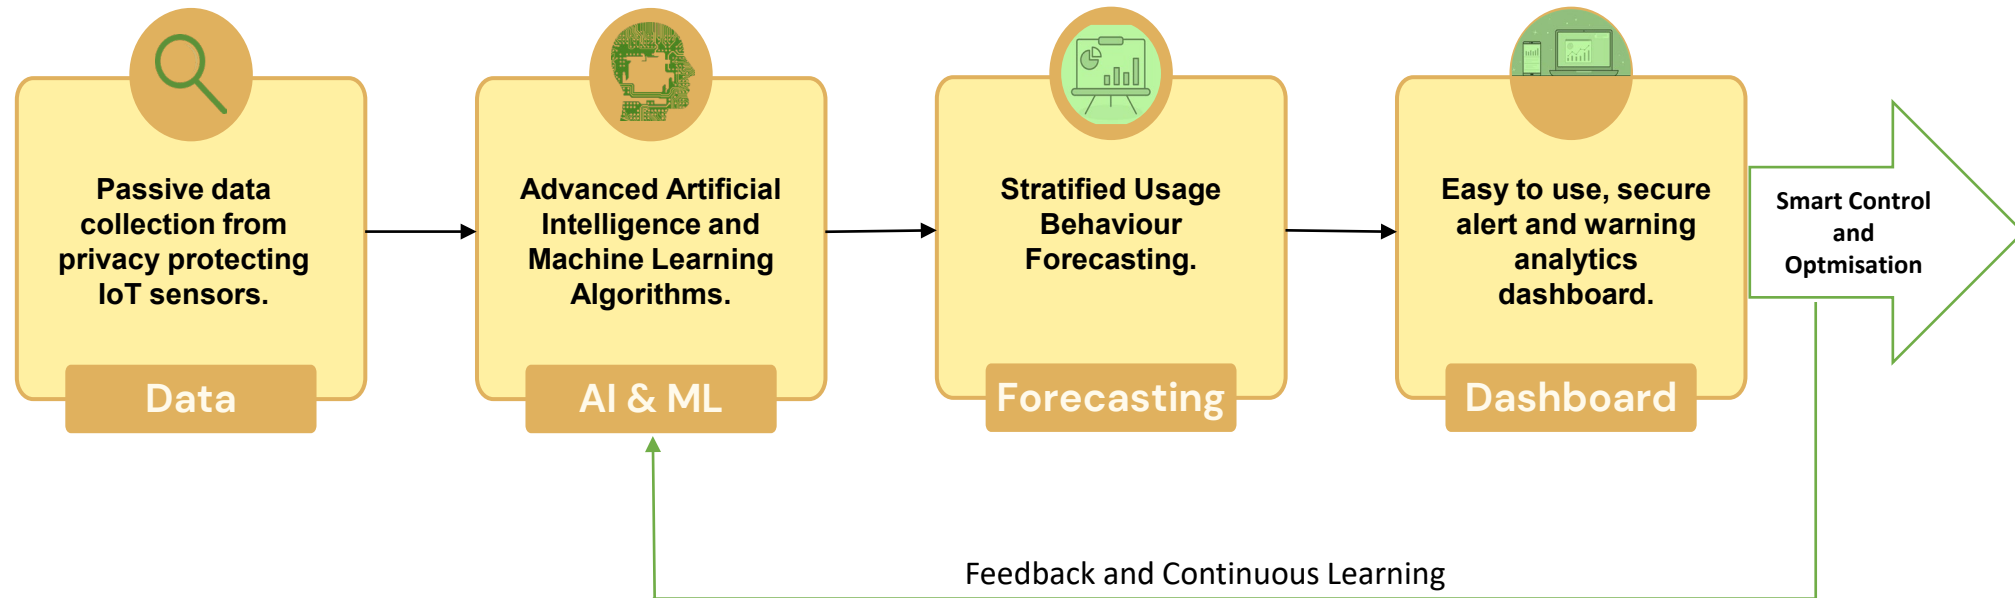 Passive data
collection from
privacy protecting
IoT sensors.
Data
Advanced Artificial
Intelligence and
Machine Learning
Algorithms.
AI & ML
Stratified Usage
Behaviour
Forecasting.
Forecasting
Easy to use, secure
alert and warning
analytics
dashboard.
Dashboard
Smart Control
and
Optmisation
Feedback and Continuous Learning